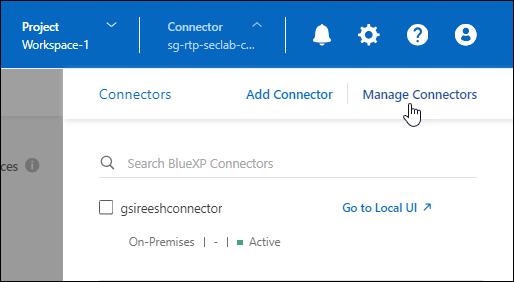 Project
Workspace-1
Connector
sg-rtp-seclab-c...
Connectors
Add Connector
Manage Connectors
ces
Search BlueXP Connectors
gsireeshconnector
Go to Local UI
On-Premises | - | Active